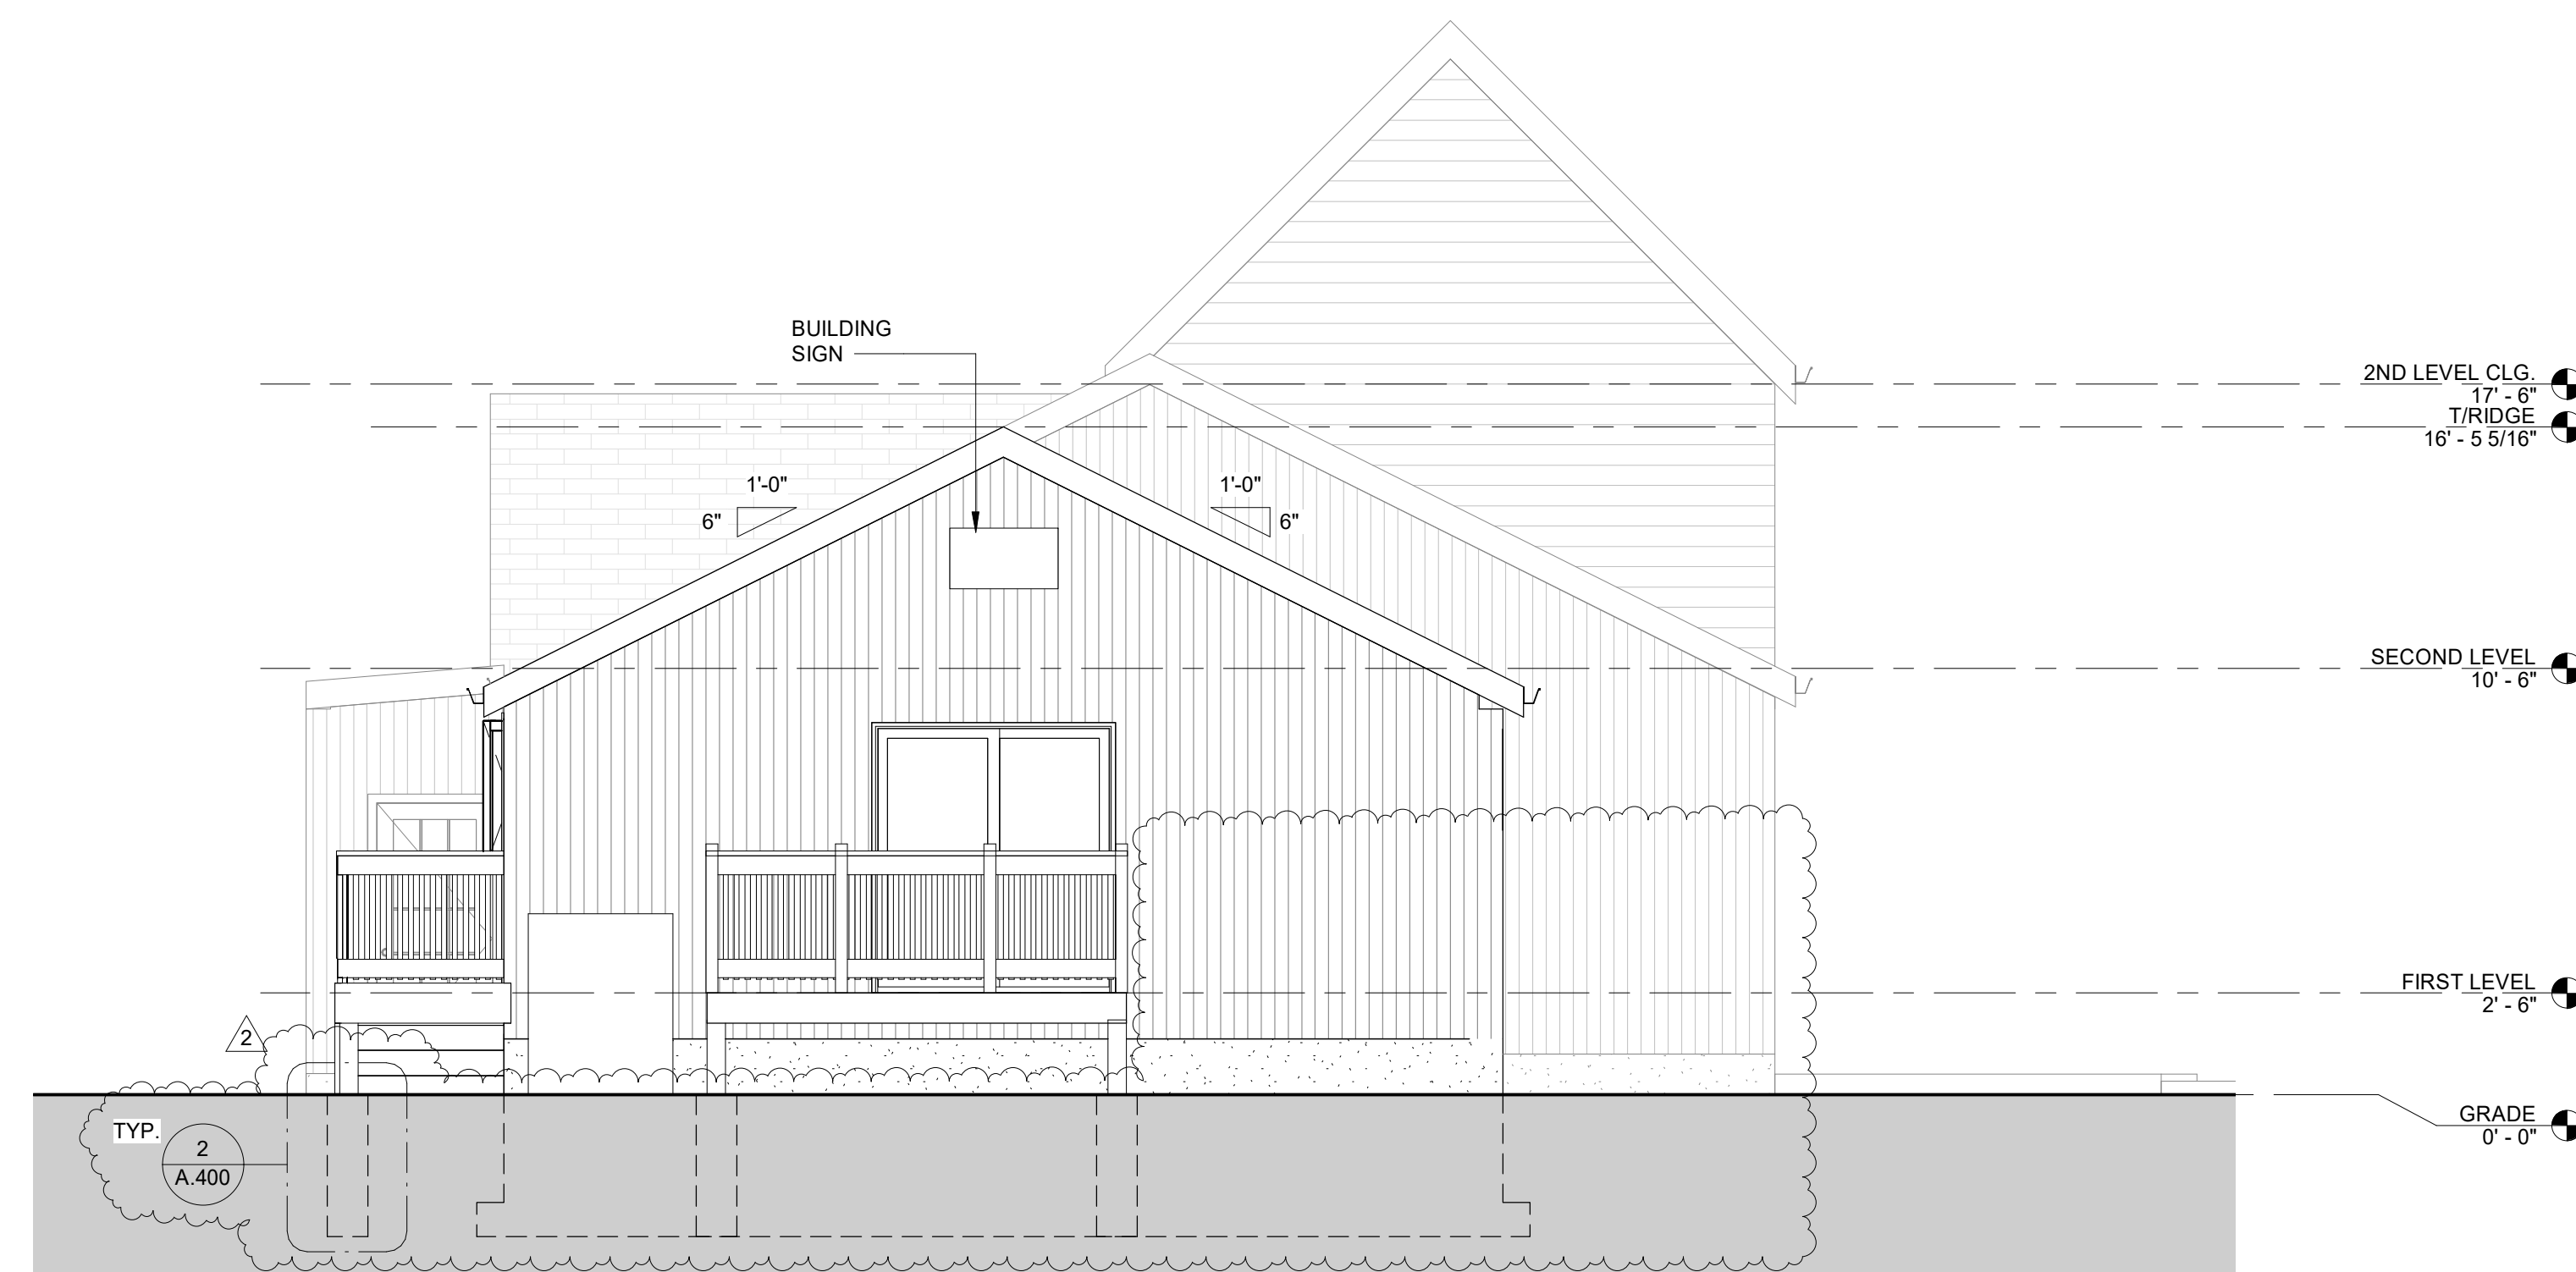 BUILDING
SIGN
2ND LEVEL CLG.
17' - 6"
T/RIDGE
16' - 5 5/16"
1'-0"
6"
1'-0"
6"
SECOND LEVEL
10' - 6"
FIRST LEVEL
2' - 6"
2
GRADE
0' - 0"
TYP.
2
A.400